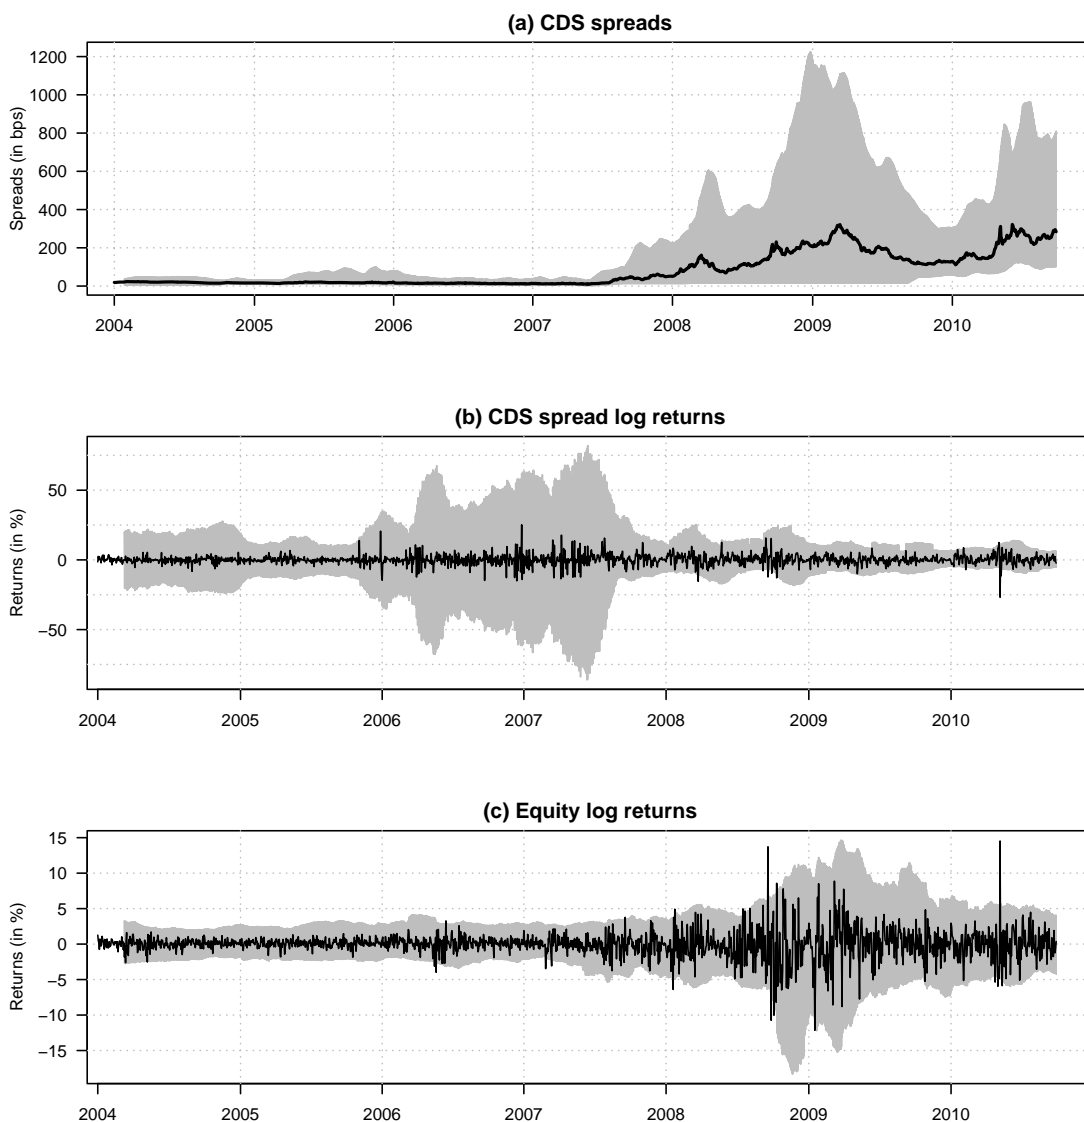 (a) CDS spreads
Spreads (in bps)
1200
1000
800
600
400
200
0
2004 2005 2006 2007 2008 2009 2010
(b) CDS spread log returns
Returns (in %)
50
0
−50
2004 2005 2006 2007 2008 2009 2010
(c) Equity log returns
Returns (in %)
15
10
5
0
−5
−10
−15
2004 2005 2006 2007 2008 2009 2010